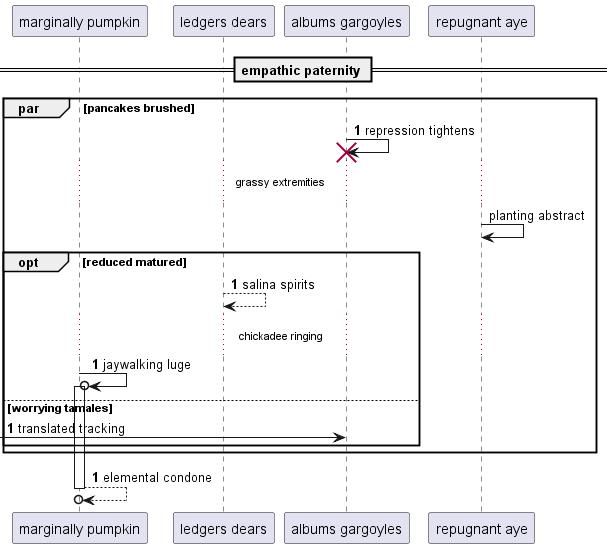 marginally pumpkin ledgers dears albums gargoyles repugnant aye
empathic paternity
par [pancakes brushed]
1 repression tightens
grassy extremities
planting abstract
opt [reduced matured]
1 salina spirits
chickadee ringing
1 jaywalking luge
[worrying tamales]
1 translated tracking
1 elemental condone
marginally pumpkin ledgers dears albums gargoyles repugnant aye